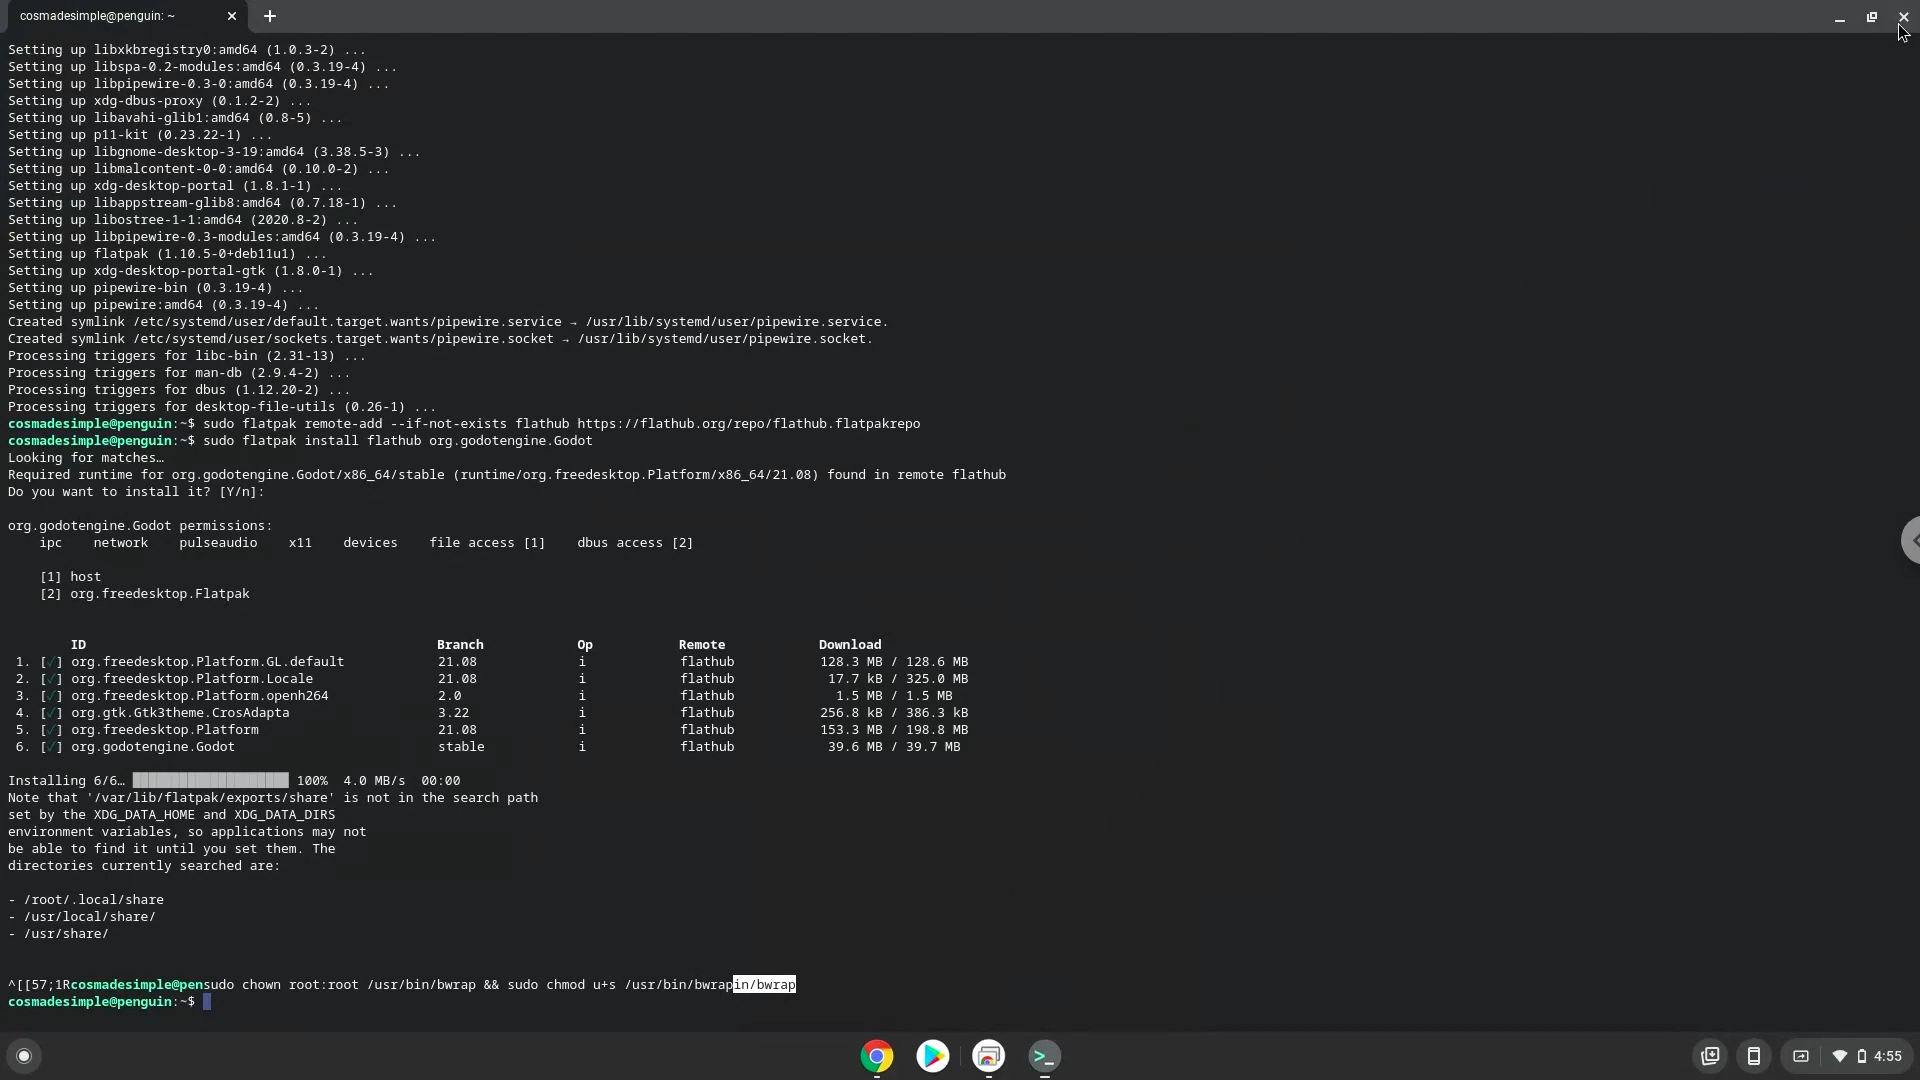 cosmadesimple@penguin: ~
Setting up libxkbregistry0:amd64 (1.0.3-2) ...
Setting up libspa-0.2-modules:amd64 (0.3.19-4) ...
Setting up libpipewire-0.3-0:amd64 (0.3.19-4) ...
Setting up xdg-dbus-proxy (0.1.2-2) ...
Setting up libavahi-glib1:amd64 (0.8-5) ...
Setting up p11-kit (0.23.22-1) ...
Setting up libgnome-desktop-3-19:amd64 (3.38.5-3) ...
Setting up libmalcontent-0-0:amd64 (0.10.0-2) ...
Setting up xdg-desktop-portal (1.8.1-1) ...
Setting up libappstream-glib8:amd64 (0.7.18-1) ...
Setting up libostree-1-1:amd64 (2020.8-2) ...
Setting up libpipewire-0.3-modules:amd64 (0.3.19-4) ...
Setting up flatpak (1.10.5-0+deb11u1) ...
Setting up xdg-desktop-portal-gtk (1.8.0-1) ...
Setting up pipewire-bin (0.3.19-4) ...
Setting up pipewire:amd64 (0.3.19-4) ...
Created symlink /etc/systemd/user/default.target.wants/pipewire.service → /usr/lib/systemd/user/pipewire.service.
Created symlink /etc/systemd/user/sockets.target.wants/pipewire.socket → /usr/lib/systemd/user/pipewire.socket.
Processing triggers for libc-bin (2.31-13) ...
Processing triggers for man-db (2.9.4-2) ...
Processing triggers for dbus (1.12.20-2) ...
Processing triggers for desktop-file-utils (0.26-1) ...
cosmadesimple@penguin:~$ sudo flatpak remote-add --if-not-exists flathub https://flathub.org/repo/flathub.flatpakrepo
cosmadesimple@penguin:~$ sudo flatpak install flathub org.godotengine.Godot
Looking for matches…
Required runtime for org.godotengine.Godot/x86_64/stable (runtime/org.freedesktop.Platform/x86_64/21.08) found in remote flathub
Do you want to install it? [Y/n]:
org.godotengine.Godot permissions:
ipc network pulseaudio x11 devices file access [1] dbus access [2]
[1] host
[2] org.freedesktop.Flatpak
ID Branch Op Remote Download
1. [✓] org.freedesktop.Platform.GL.default 21.08 i flathub 128.3 MB / 128.6 MB
2. [✓] org.freedesktop.Platform.Locale 21.08 i flathub 17.7 kB / 325.0 MB
3. [✓] org.freedesktop.Platform.openh264 2.0 i flathub 1.5 MB / 1.5 MB
4. [✓] org.gtk.Gtk3theme.CrosAdapta 3.22 i flathub 256.8 kB / 386.3 kB
5. [✓] org.freedesktop.Platform 21.08 i flathub 153.3 MB / 198.8 MB
6. [✓] org.godotengine.Godot stable i flathub 39.6 MB / 39.7 MB
Installing 6/6… ████████████████████ 100% 4.0 MB/s 00:00
Note that '/var/lib/flatpak/exports/share' is not in the search path
set by the XDG_DATA_HOME and XDG_DATA_DIRS
environment variables, so applications may not
be able to find it until you set them. The
directories currently searched are:
- /root/.local/share
- /usr/local/share/
- /usr/share/
^[[57;1Rcosmadesimple@pensudo chown root:root /usr/bin/bwrap && sudo chmod u+s /usr/bin/bwrapin/bwrap
cosmadesimple@penguin:~$
4:55